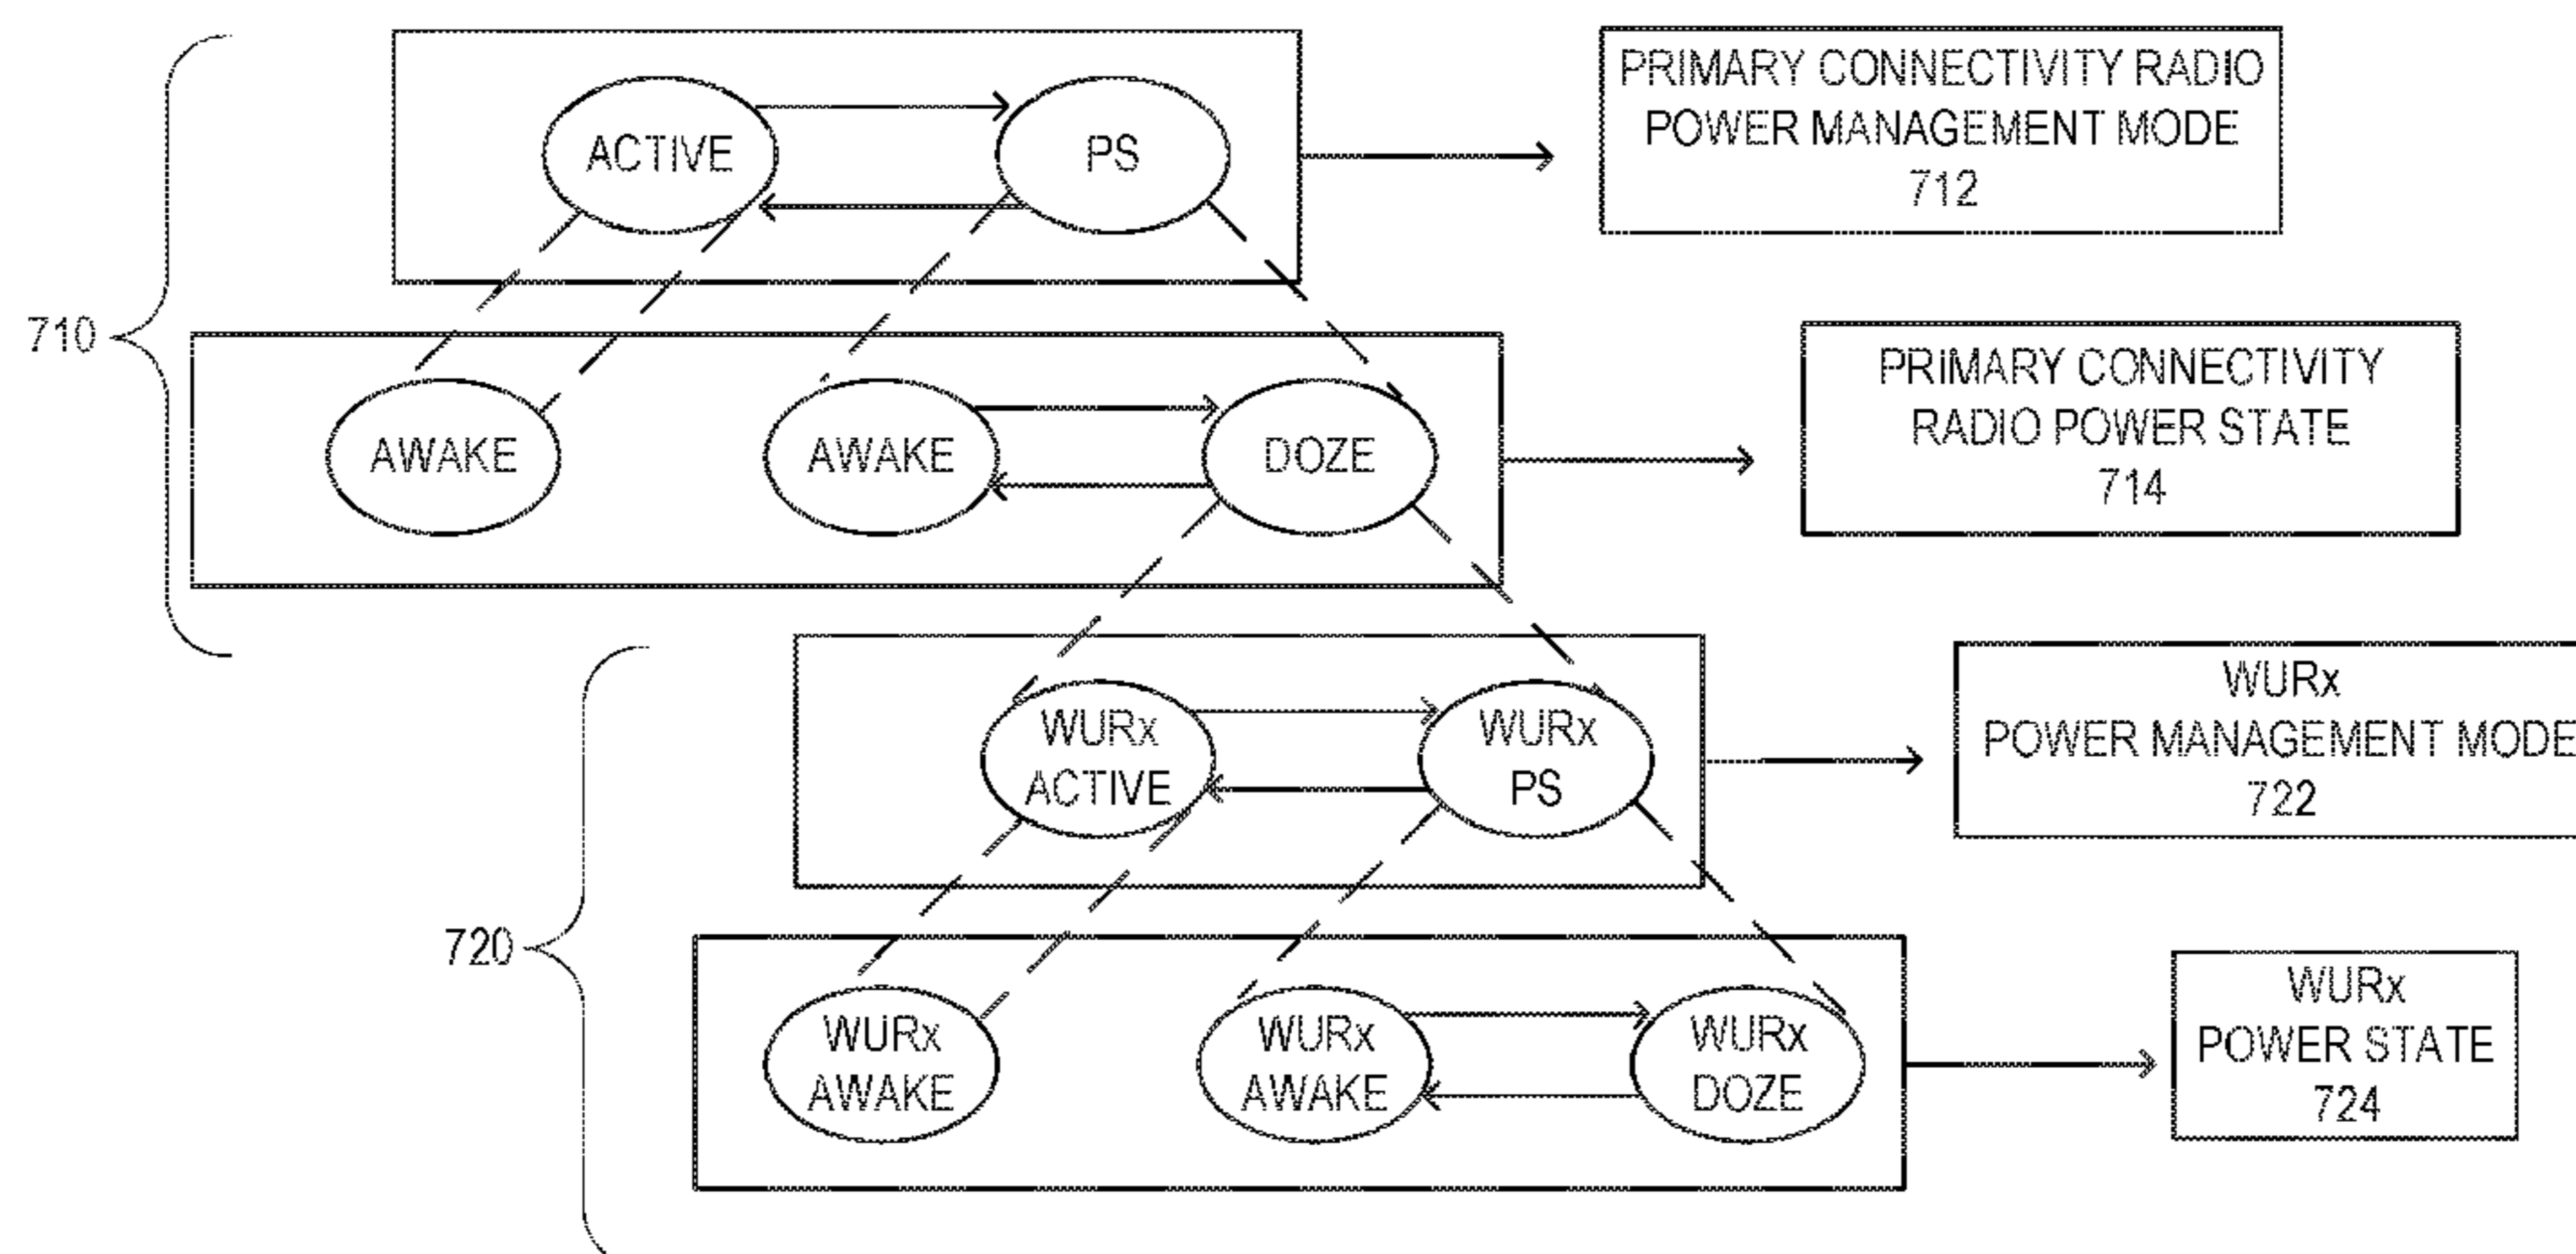 ACTIVE
PS
PRIMARY CONNECTIVITY RADIO
POWER MANAGEMENT MODE
712
710
AWAKE
AWAKE
DOZE
PRIMARY CONNECTIVITY
RADIO POWER STATE
714
WURx
ACTIVE
WURx
PS
WURx
POWER MANAGEMENT MODE
722
720
WURx
AWAKE
WURx
AWAKE
WURx
DOZE
WURx
POWER STATE
724